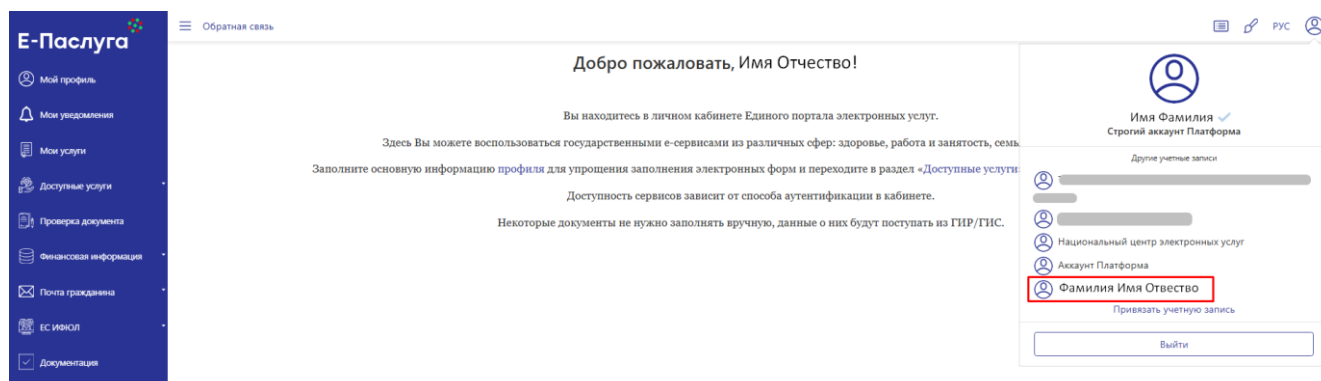 Е-Паслуга
Мой профиль
Мои уведомления
Мои услуги
Доступные услуги
Проверка документа
Финансовая информация
Почта гражданина
ЕС ИФЮЛ
Документация
Обратная связь
РУС
Добро пожаловать, Имя Отчество!
Вы находитесь в личном кабинете Единого портала электронных услуг.
Здесь Вы можете воспользоваться государственными е-сервисами из различных сфер: здоровье, работа и занятость, семь
Заполните основную информацию профиля для упрощения заполнения электронных форм и переходите в раздел «Доступные услуги
Доступность сервисов зависит от способа аутентификации в кабинете.
Некоторые документы не нужно заполнять вручную, данные о них будут поступать из ГИР/ГИС.
Имя Фамилия
Строгий аккаунт Платформа
Другие учетные записи
Национальный центр электронных услуг
Аккаунт Платформа
Фамилия Имя Отвество
Привязать учетную запись
Выйти